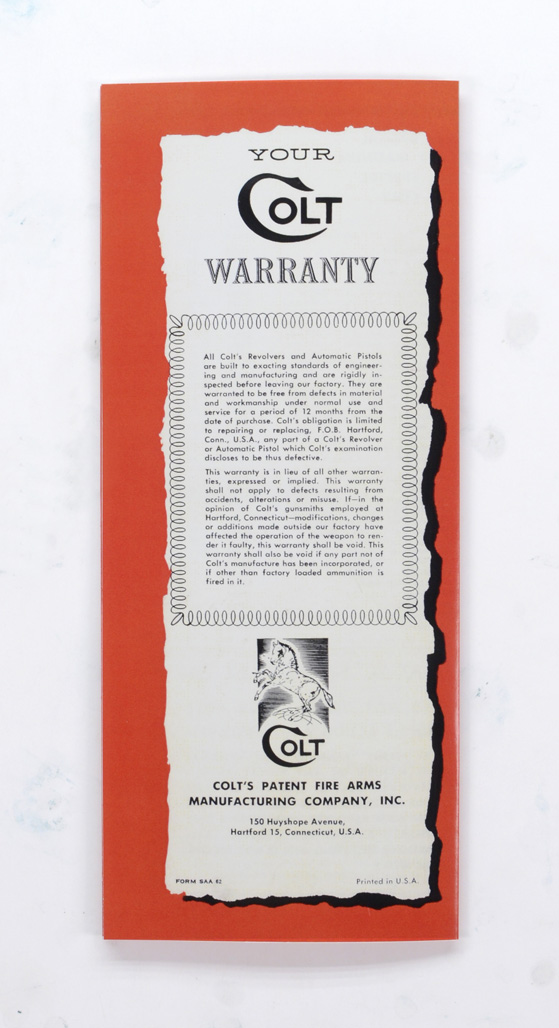 YOUR
COLT
WARRANTY
All Colt's Revolvers and Automatic Pistols
are built to exacting standards of engineer-
ing and manufacturing and are rigidly in-
spected before leaving our factory. They are
warranted to be free from defects in material
and workmanship under normal use and
service for a period of 12 months from the
date of purchase. Colt's obligation is limited
to repairing or replacing, F.O.B. Hartford,
Conn., U.S.A., any part of a Colt's Revolver
or Automatic Pistol which Colt's examination
discloses to be thus defective.
This warranty is in lieu of all other warran-
ties, expressed or implied. This warranty
shall not apply to defects resulting from
accidents, alterations or misuse. If—in the
opinion of Colt's gunsmiths employed at
Hartford, Connecticut—modifications, changes
or additions made outside our factory have
affected the operation of the weapon to ren-
der it faulty, this warranty shall be void. This
warranty shall also be void if any part not of
Colt's manufacture has been incorporated, or
if other than factory loaded ammunition is
fired in it.
COLT
COLT'S PATENT FIRE ARMS
MANUFACTURING COMPANY, INC.
150 Huyshope Avenue,
Hartford 15, Connecticut, U.S.A.
FORM SAA 62
Printed in U.S.A.